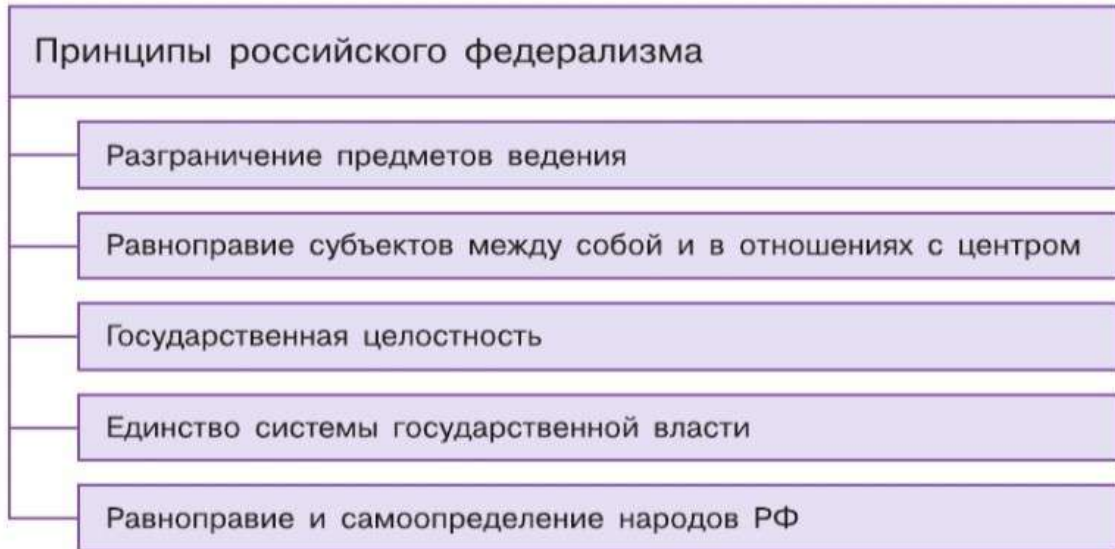 Принципы российского федерализма
Разграничение предметов ведения
Равноправие субъектов между собой и в отношениях с центром
Государственная целостность
Единство системы государственной власти
Равноправие и самоопределение народов РФ